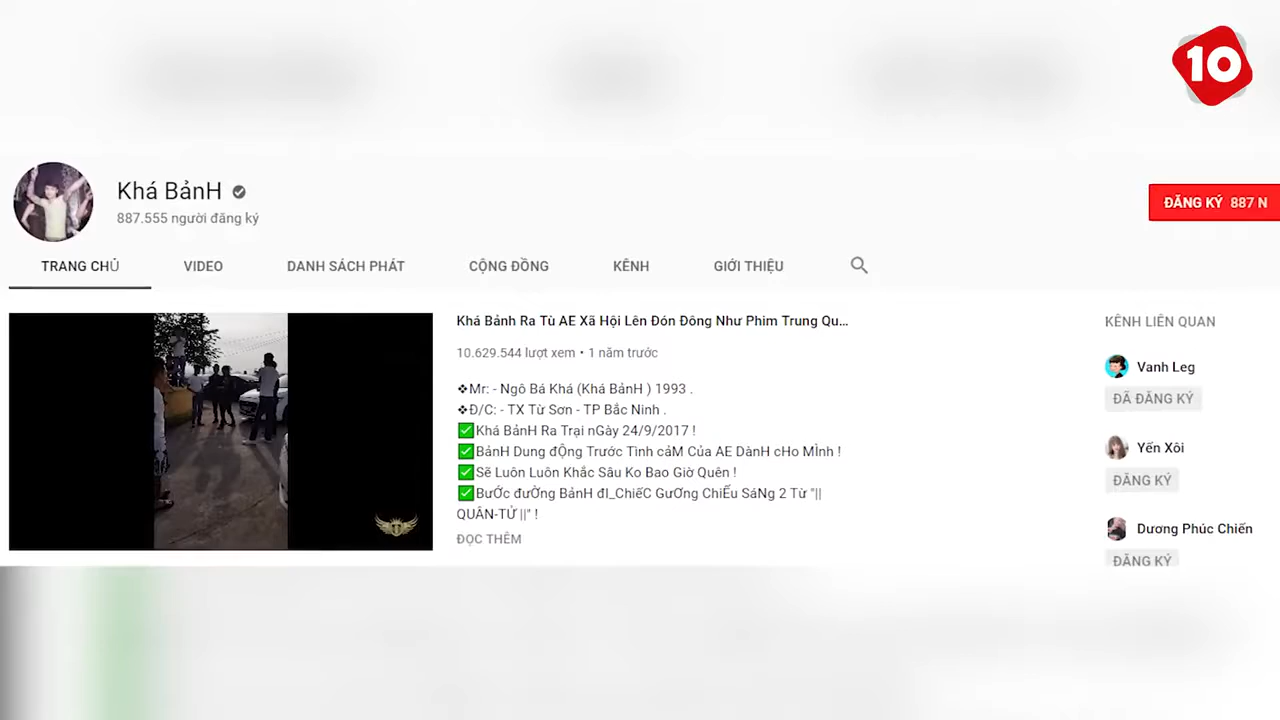 10
Khá BảnH
887.555 người đăng ký
ĐĂNG KÝ 887 N
TRANG CHỦ VIDEO DANH SÁCH PHÁT CỘNG ĐỒNG KÊNH GIỚI THIỆU
Khá Bảnh Ra Tù AE Xã Hội Lên Đón Đông Như Phim Trung Qu...
10.629.544 lượt xem • 1 năm trước
❖Mr: - Ngô Bá Khá (Khá BảnH ) 1993 .
❖Đ/C: - TX Từ Sơn - TP Bắc Ninh .
✅Khá BảnH Ra Trại nGày 24/9/2017 !
✅BảnH Dung độNg Trước Tình cảM Của AE DànH cHo MÌnh !
✅Sẽ Luôn Luôn Khắc Sâu Ko Bao Giờ Quên !
✅BướC đườNg BảnH đI_ChiếC GươNg ChiẾu SáNg 2 Từ "||
QUÂN-TỬ ||" !
ĐỌC THÊM
KÊNH LIÊN QUAN
Vanh Leg
ĐÃ ĐĂNG KÝ
Yến Xôi
ĐĂNG KÝ
Dương Phúc Chiến
ĐĂNG KÝ